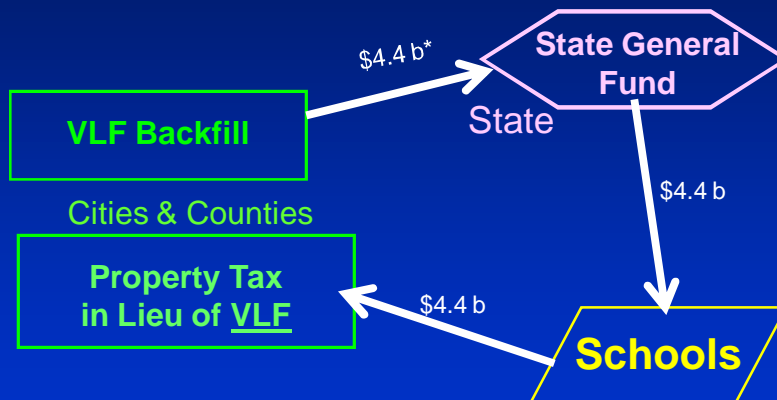 $4.4 b*
State General
Fund
VLF Backfill
State
$4.4 b
Cities & Counties
Property Tax
in Lieu of VLF
$4.4 b
Schools